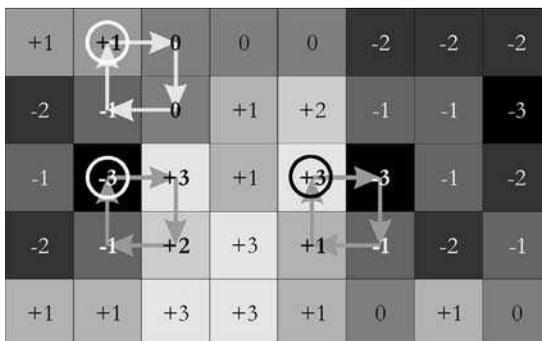 +1 +1 0 0 0 -2 -2 -2
-2 -1 0 +1 +2 -1 -1 -3
-1 -3 +3 +1 +3 -3 -1 -2
-2 -1 +2 +3 +1 -1 -2 -1
+1 +1 +3 +3 +1 0 +1 0